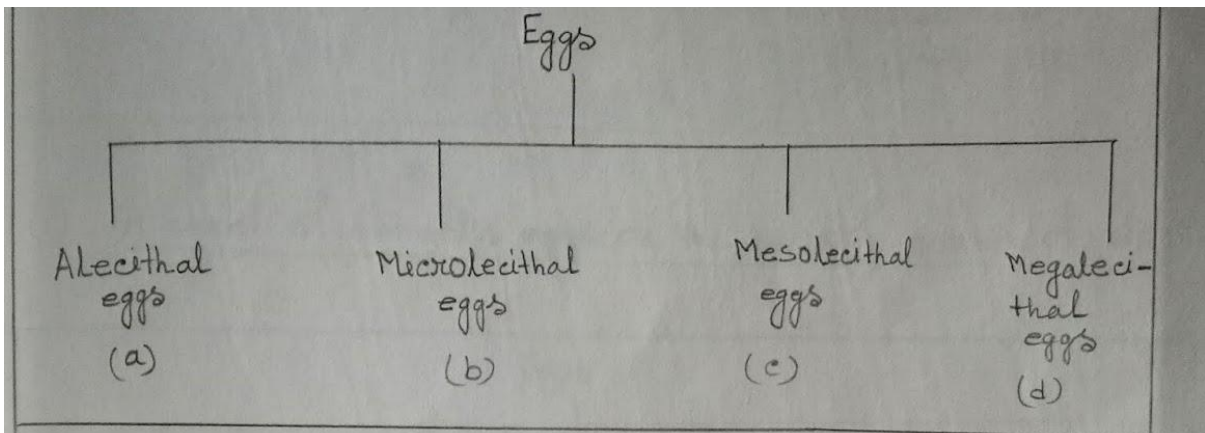 Eggs
Alecithal
eggs
(a)
Microlecithal
eggs
(b)
Mesolecithal
eggs
(c)
Megaleci-
thal
eggs
(d)